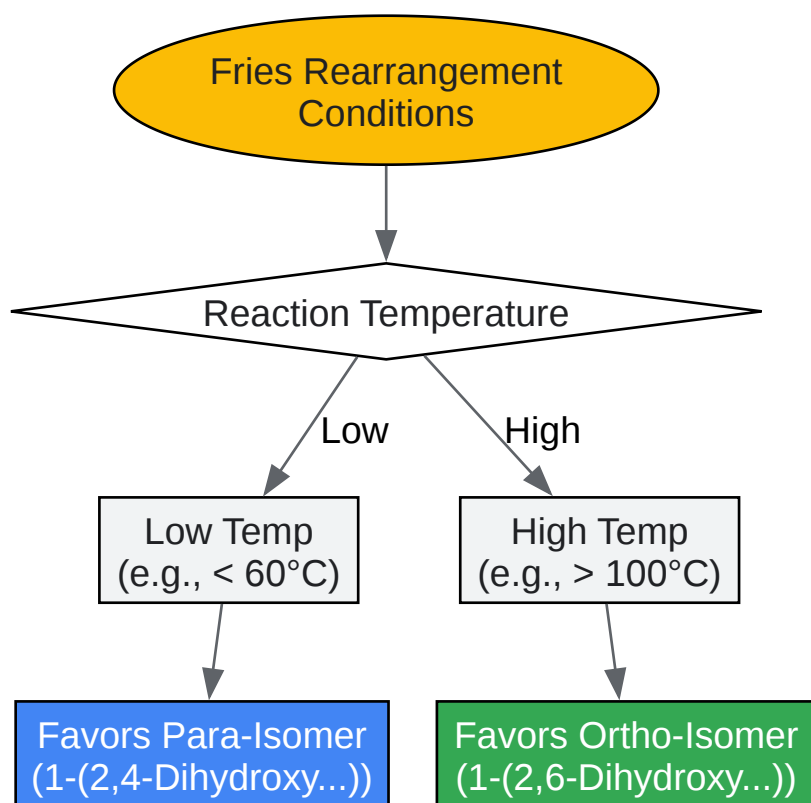 Fries Rearrangement
Conditions
Reaction Temperature
Low
High
Low Temp
(e.g., < 60°C)
High Temp
(e.g., > 100°C)
Favors Para-Isomer
(1-(2,4-Dihydroxy...))
Favors Ortho-Isomer
(1-(2,6-Dihydroxy...))